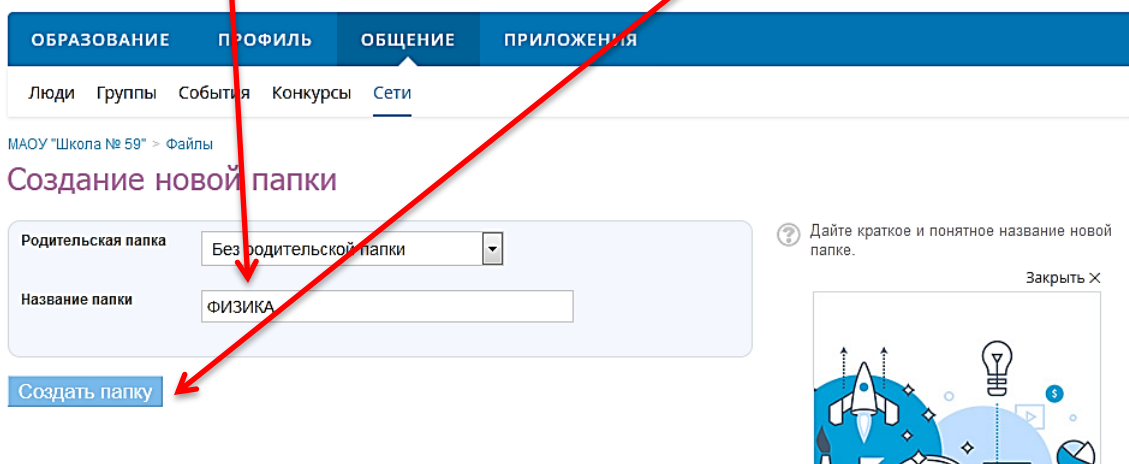 ОБРАЗОВАНИЕ ПРОФИЛЬ ОБЩЕНИЕ ПРИЛОЖЕНИЯ
Люди Группы События Конкурсы Сети
МАОУ "Школа № 59" > Файлы
Создание новой папки
Родительская папка Без родительской папки
Название папки ФИЗИКА
Создать папку
? Дайте краткое и понятное название новой
папке.
Закрыть ×
$